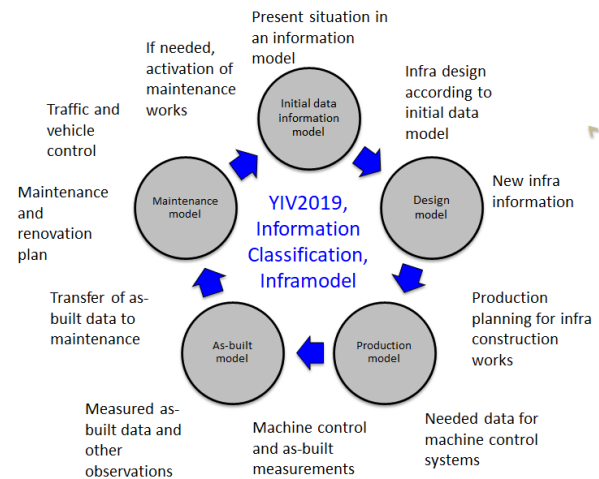 Present situation in
an information
model
If needed,
activation of
maintenance
works
Infra design
according to
initial data
model
Traffic and
vehicle
control
Initial data
information
model
Maintenance
and
renovation
plan
Maintenance
model
YIV2019,
Information
Classification,
Inframodel
Design
model
New infra
information
Transfer of as-
built data to
maintenance
As-built
model
Production
model
Production
planning for infra
construction
works
Measured as-
built data and
other
observations
Machine control
and as-built
measurements
Needed data for
machine control
systems